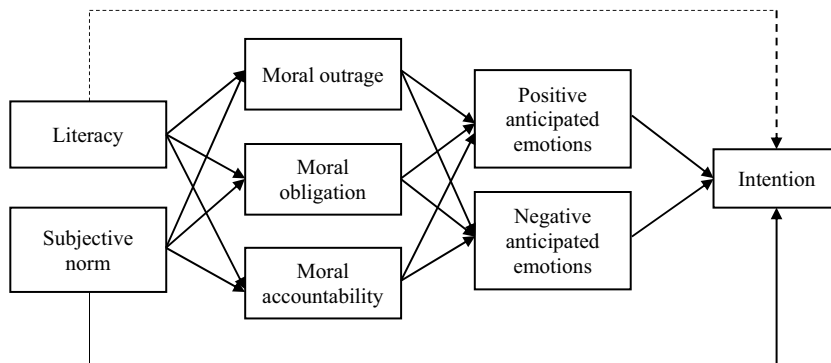 Literacy
Subjective
norm
Moral outrage
Moral
obligation
Moral
accountability
Positive
anticipated
emotions
Negative
anticipated
emotions
Intention